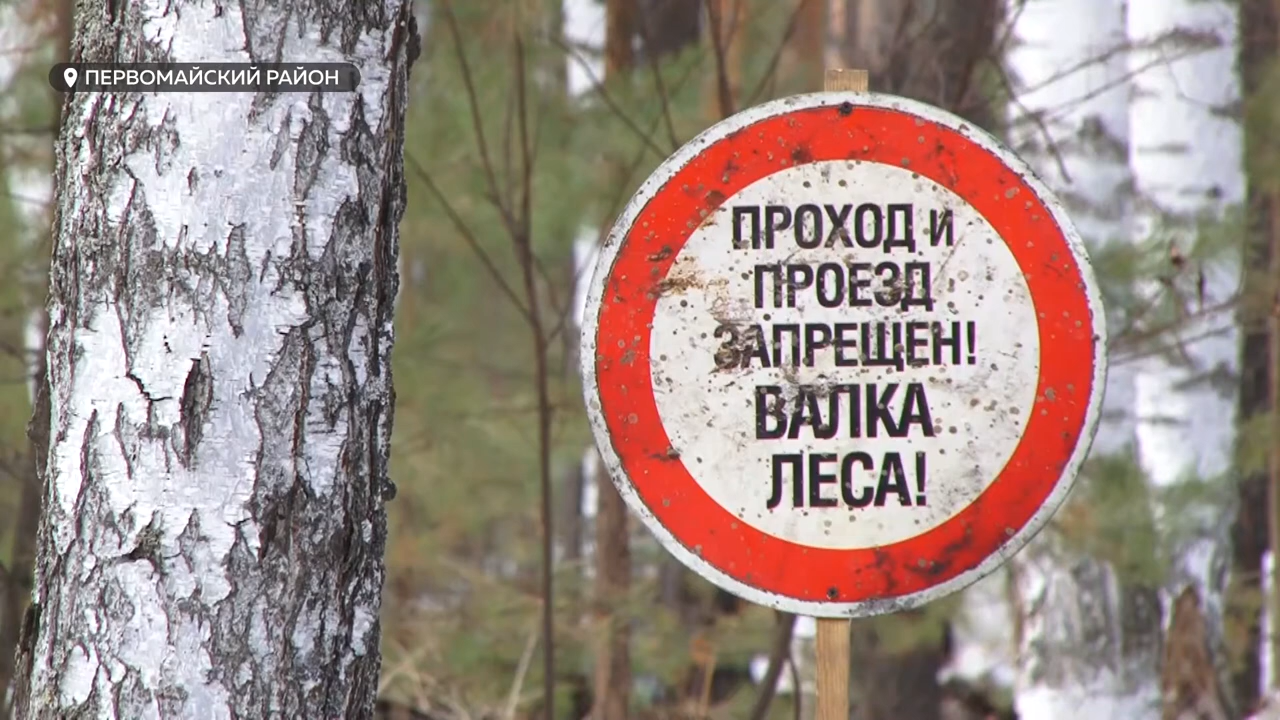 ПЕРВОМАЙСКИЙ РАЙОН
ПРОХОД и
ПРОЕЗД
ЗАПРЕЩЕН!
ВАЛКА
ЛЕСА!